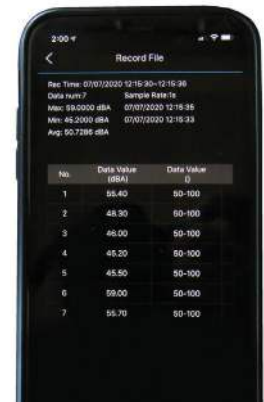 2:00
Record File
Rec Time: 07/07/2020 12:15:30~12:15:36
Data num:7 Sample Rate:1s
Max: 59.0000 dBA 07/07/2020 12:15:35
Min: 45.2000 dBA 07/07/2020 12:15:33
Avg: 50.7286 dBA
No. Data Value (dBA) Data Value ()
1 55.40 50-100
2 48.30 50-100
3 46.00 50-100
4 45.20 50-100
5 45.50 50-100
6 59.00 50-100
7 55.70 50-100